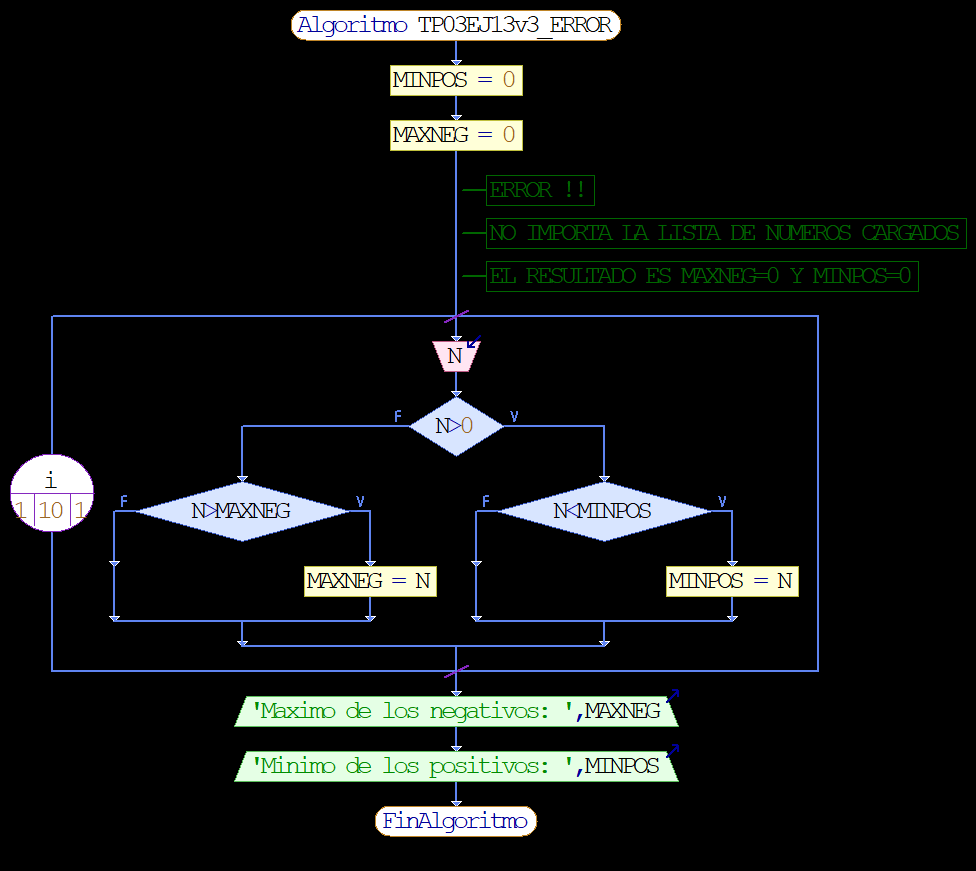 Algoritmo TP03EJ13v3_ERROR
MINPOS = 0
MAXNEG = 0
ERROR !!
NO IMPORTA LA LISTA DE NUMEROS CARGADOS
EL RESULTADO ES MAXNEG=0 Y MINPOS=0
N
N>0
F
V
i
1 10 1
N>MAXNEG
F
V
N<MINPOS
F
V
MAXNEG = N
MINPOS = N
'Maximo de los negativos: ',MAXNEG
'Minimo de los positivos: ',MINPOS
FinAlgoritmo